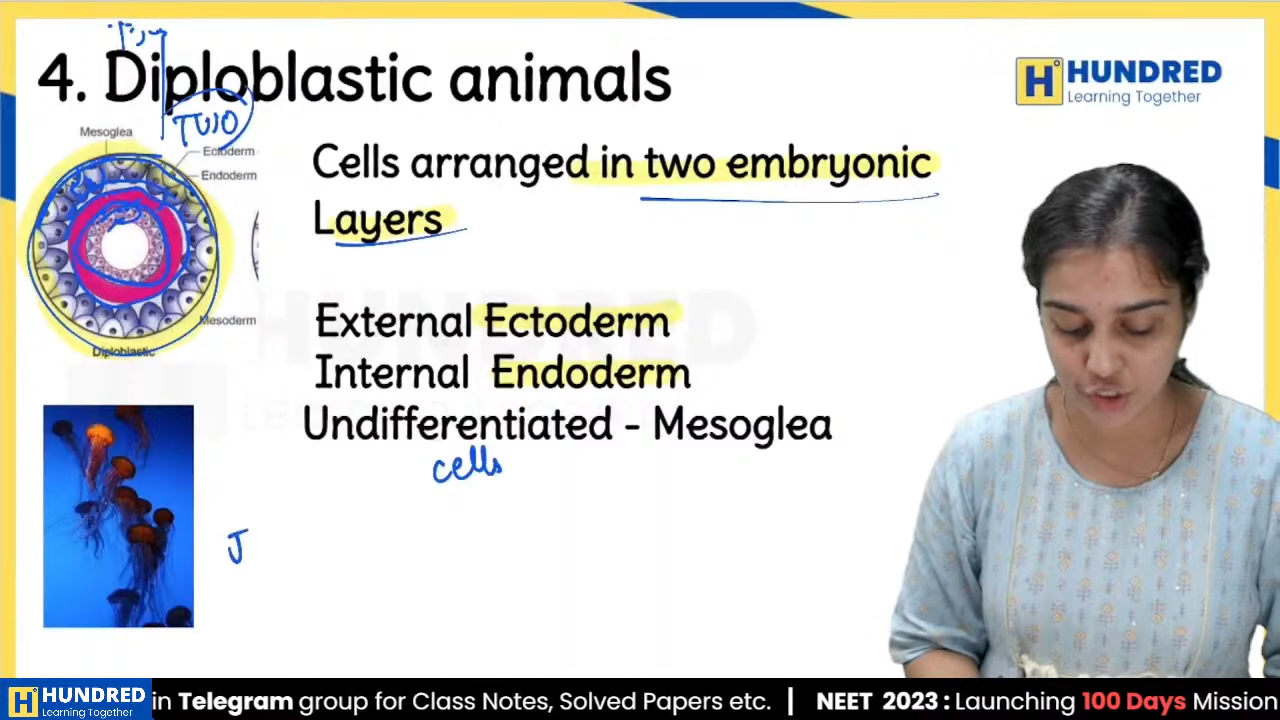 4. Diploblastic animals
HUNDRED
Learning Together
TWO
Mesoglea
Ectoderm
Endoderm
Cells arranged in two embryonic
Layers
External Ectoderm
Internal Endoderm
Undifferentiated - Mesoglea
cells
Mesoderm
Diploblastic
J
HUNDRED
Learning Together
in Telegram group for Class Notes, Solved Papers etc. | NEET 2023 : Launching 100 Days Mission